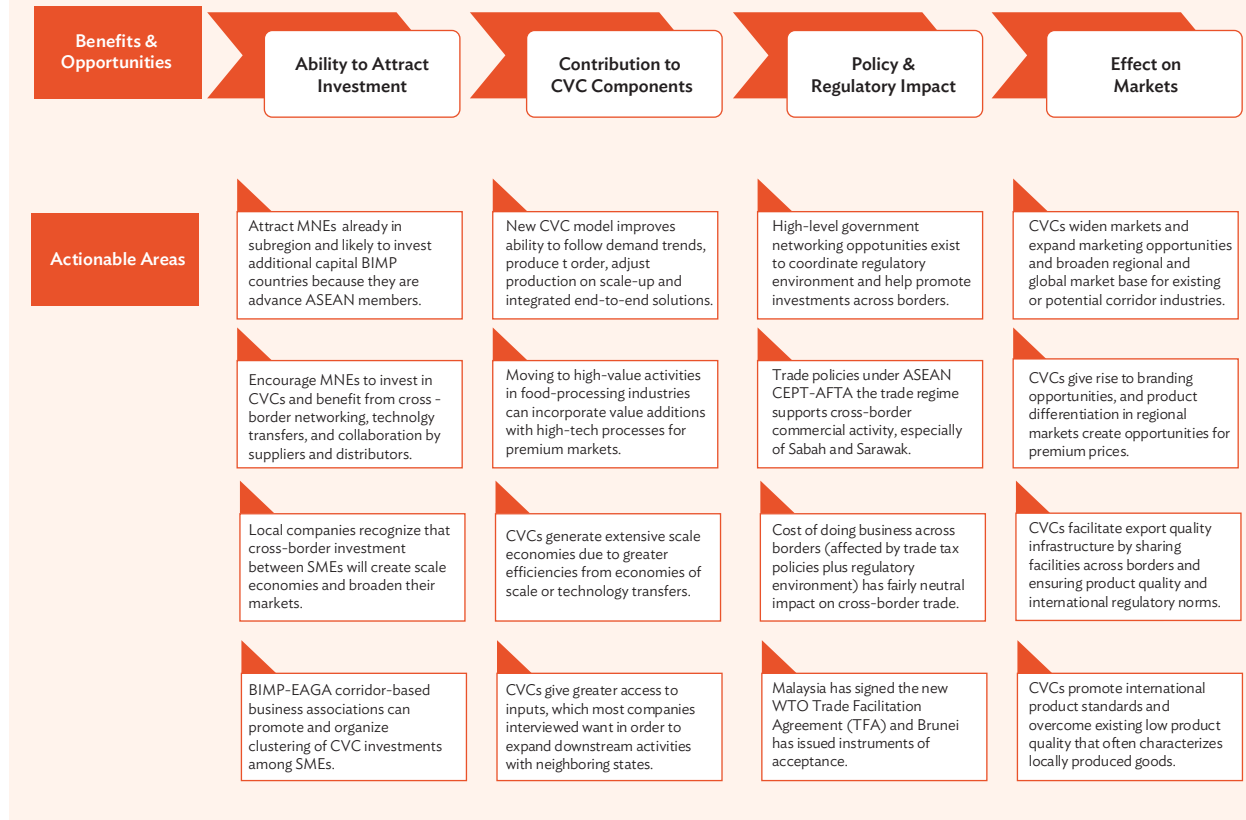 Benefits &
Opportunities
Ability to Attract
Investment
Contribution to
CVC Components
Policy &
Regulatory Impact
Effect on
Markets
Actionable Areas
Attract MNEs already in
subregion and likely to invest
additional capital BIMP
countries because they are
advance ASEAN members.
New CVC model improves
ability to follow demand trends,
produce t order, adjust
production on scale-up and
integrated end-to-end solutions.
High-level government
networking oppotunities exist
to coordinate regulatory
environment and help promote
investments across borders.
CVCs widen markets and
expand marketing opportunities
and broaden regional and
global market base for existing
or potential corridor industries.
Encourage MNEs to invest in
CVCs and benefit from cross -
border networking, technolgy
transfers, and collaboration by
suppliers and distributors.
Moving to high-value activities
in food-processing industries
can incorporate value additions
with high-tech processes for
premium markets.
Trade policies under ASEAN
CEPT-AFTA the trade regime
supports cross-border
commercial activity, especially
of Sabah and Sarawak.
CVCs give rise to branding
opportunities, and product
differentiation in regional
markets create opportunities for
premium prices.
Local companies recognize that
cross-border investment
between SMEs will create scale
economies and broaden their
markets.
CVCs generate extensive scale
economies due to greater
efficiencies from economies of
scale or technology transfers.
Cost of doing business across
borders (affected by trade tax
policies plus regulatory
environment) has fairly neutral
impact on cross-border trade.
CVCs facilitate export quality
infrastructure by sharing
facilities across borders and
ensuring product quality and
international regulatory norms.
BIMP-EAGA corridor-based
business associations can
promote and organize
clustering of CVC investments
among SMEs.
CVCs give greater access to
inputs, which most companies
interviewed want in order to
expand downstream activities
with neighboring states.
Malaysia has signed the new
WTO Trade Facilitation
Agreement (TFA) and Brunei
has issued instruments of
acceptance.
CVCs promote international
product standards and
overcome existing low product
quality that often characterizes
locally produced goods.